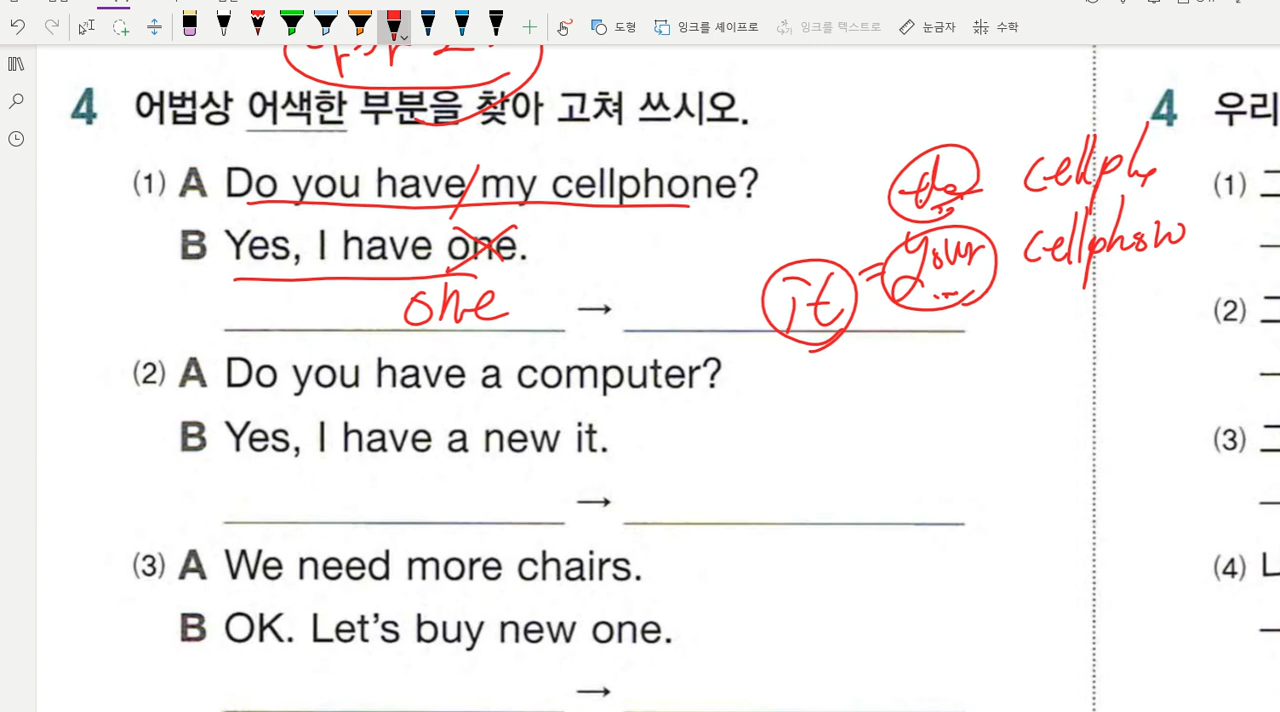 도형
잉크를 셰이프로
잉크를 텍스트로
눈금자
수학
4 어법상 어색한 부분을 찾아 고쳐 쓰시오.
(1) A Do you have my cellphone?
B Yes, I have one.
one → it = your cellphone
(2) A Do you have a computer?
B Yes, I have a new it.
→
(3) A We need more chairs.
B OK. Let's buy new one.
→
4 우리
(1)
(2)
(3)
(4)